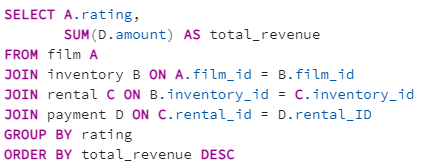 SELECT A.rating,
SUM(D.amount) AS total_revenue
FROM film A
JOIN inventory B ON A.film_id = B.film_id
JOIN rental C ON B.inventory_id = C.inventory_id
JOIN payment D ON C.rental_id = D.rental_ID
GROUP BY rating
ORDER BY total_revenue DESC